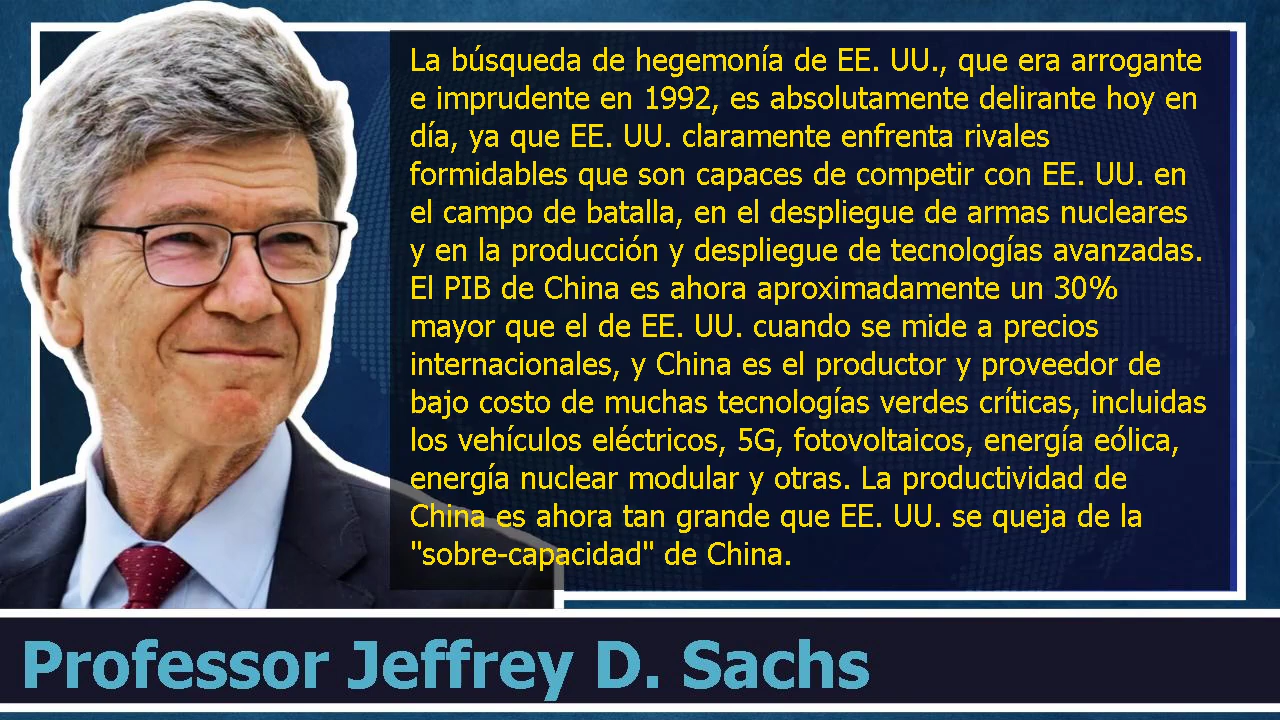 La búsqueda de hegemonía de EE. UU., que era arrogante
e imprudente en 1992, es absolutamente delirante hoy en
día, ya que EE. UU. claramente enfrenta rivales
formidables que son capaces de competir con EE. UU. en
el campo de batalla, en el despliegue de armas nucleares
y en la producción y despliegue de tecnologías avanzadas.
El PIB de China es ahora aproximadamente un 30%
mayor que el de EE. UU. cuando se mide a precios
internacionales, y China es el productor y proveedor de
bajo costo de muchas tecnologías verdes críticas, incluidas
los vehículos eléctricos, 5G, fotovoltaicos, energía eólica,
energía nuclear modular y otras. La productividad de
China es ahora tan grande que EE. UU. se queja de la
"sobre-capacidad" de China.
Professor Jeffrey D. Sachs